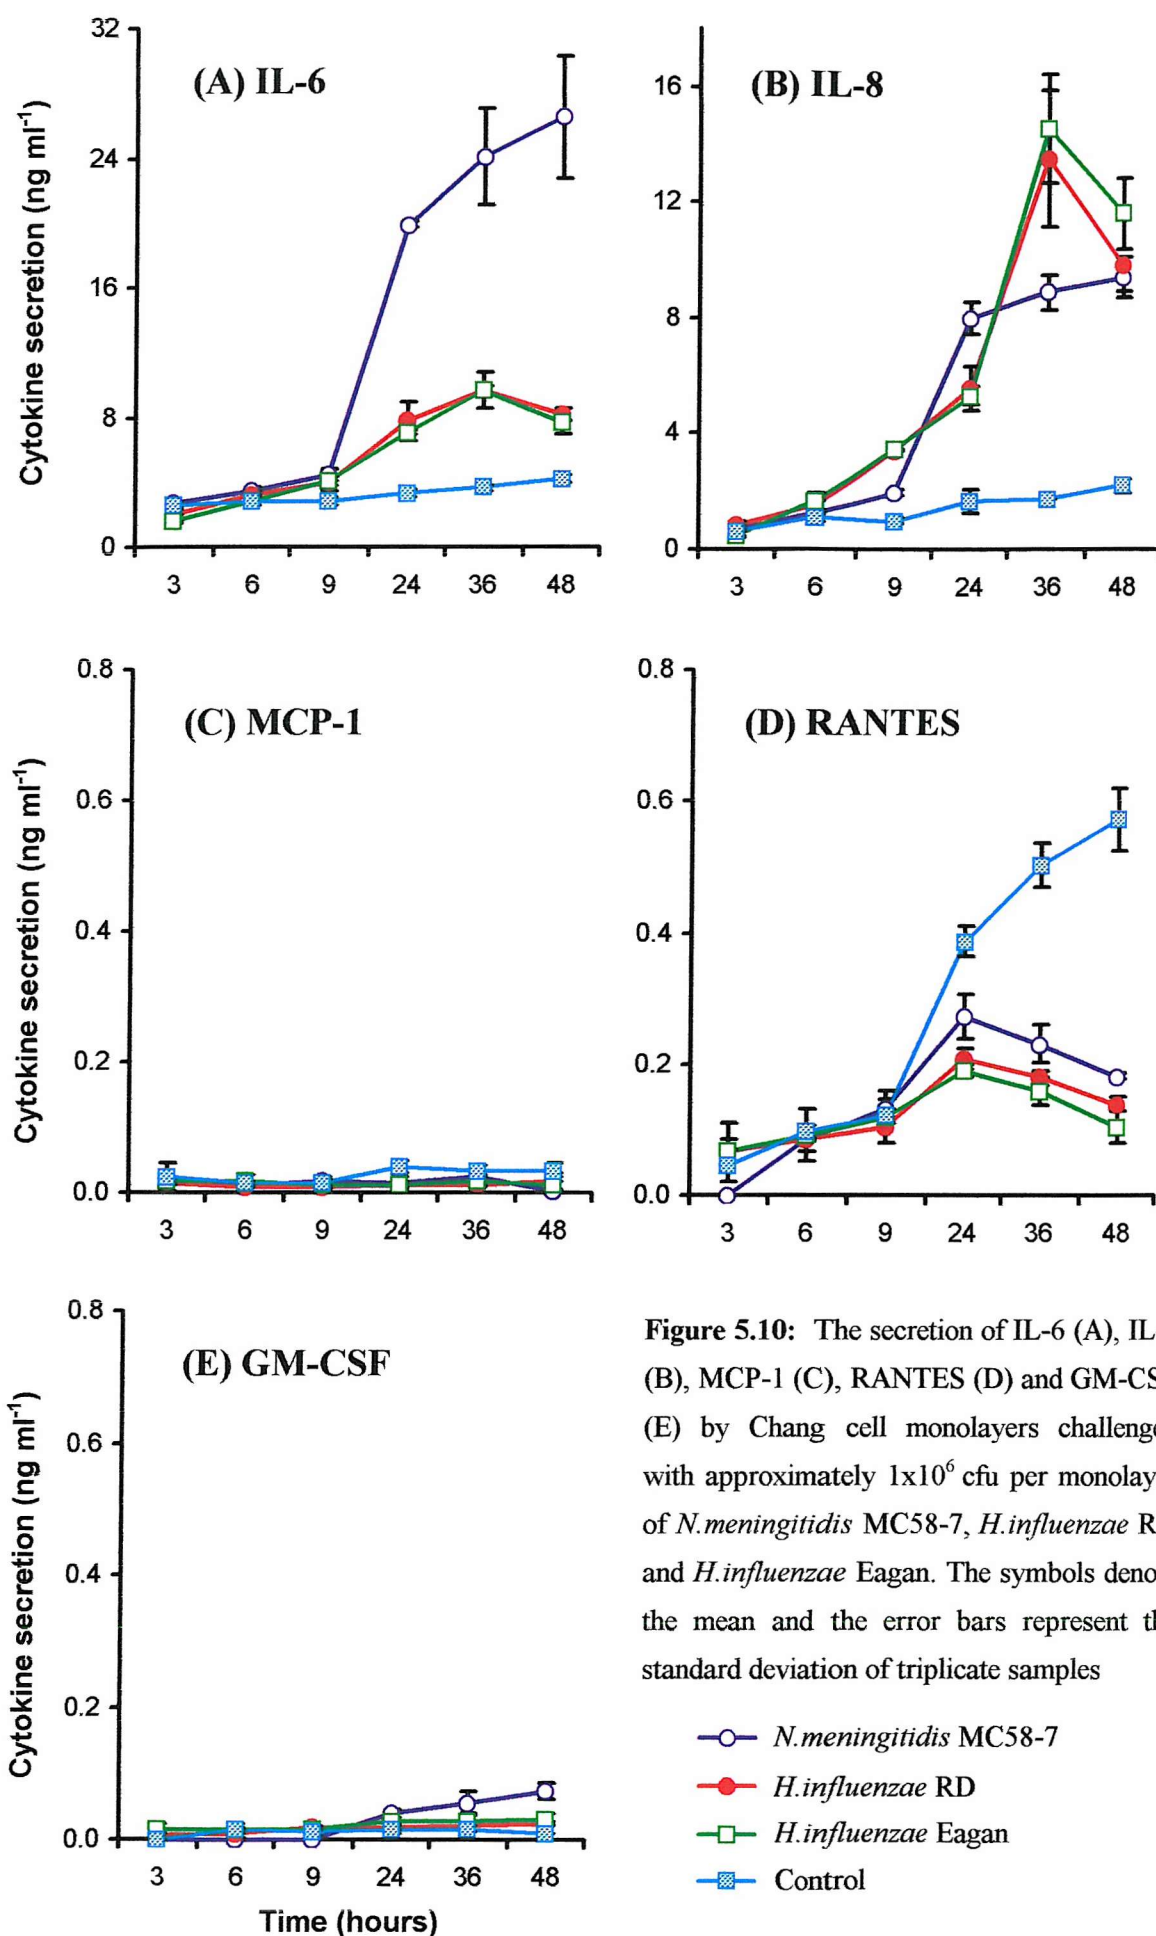 (A) IL-6
Cytokine secretion (ng ml-1)
32
24
16
8
0
3 6 9 24 36 48
(B) IL-8
16
12
8
4
0
3 6 9 24 36 48
(C) MCP-1
Cytokine secretion (ng ml-1)
0.8
0.6
0.4
0.2
0.0
3 6 9 24 36 48
(D) RANTES
0.8
0.6
0.4
0.2
0.0
3 6 9 24 36 48
(E) GM-CSF
Cytokine secretion (ng ml-1)
0.8
0.6
0.4
0.2
0.0
3 6 9 24 36 48
Time (hours)
Figure 5.10: The secretion of IL-6 (A), IL-
(B), MCP-1 (C), RANTES (D) and GM-CS
(E) by Chang cell monolayers challenge
with approximately 1x10⁶ cfu per monolay
of N.meningitidis MC58-7, H.influenzae R
and H.influenzae Eagan. The symbols deno
the mean and the error bars represent th
standard deviation of triplicate samples
N.meningitidis MC58-7
H.influenzae RD
H.influenzae Eagan
Control